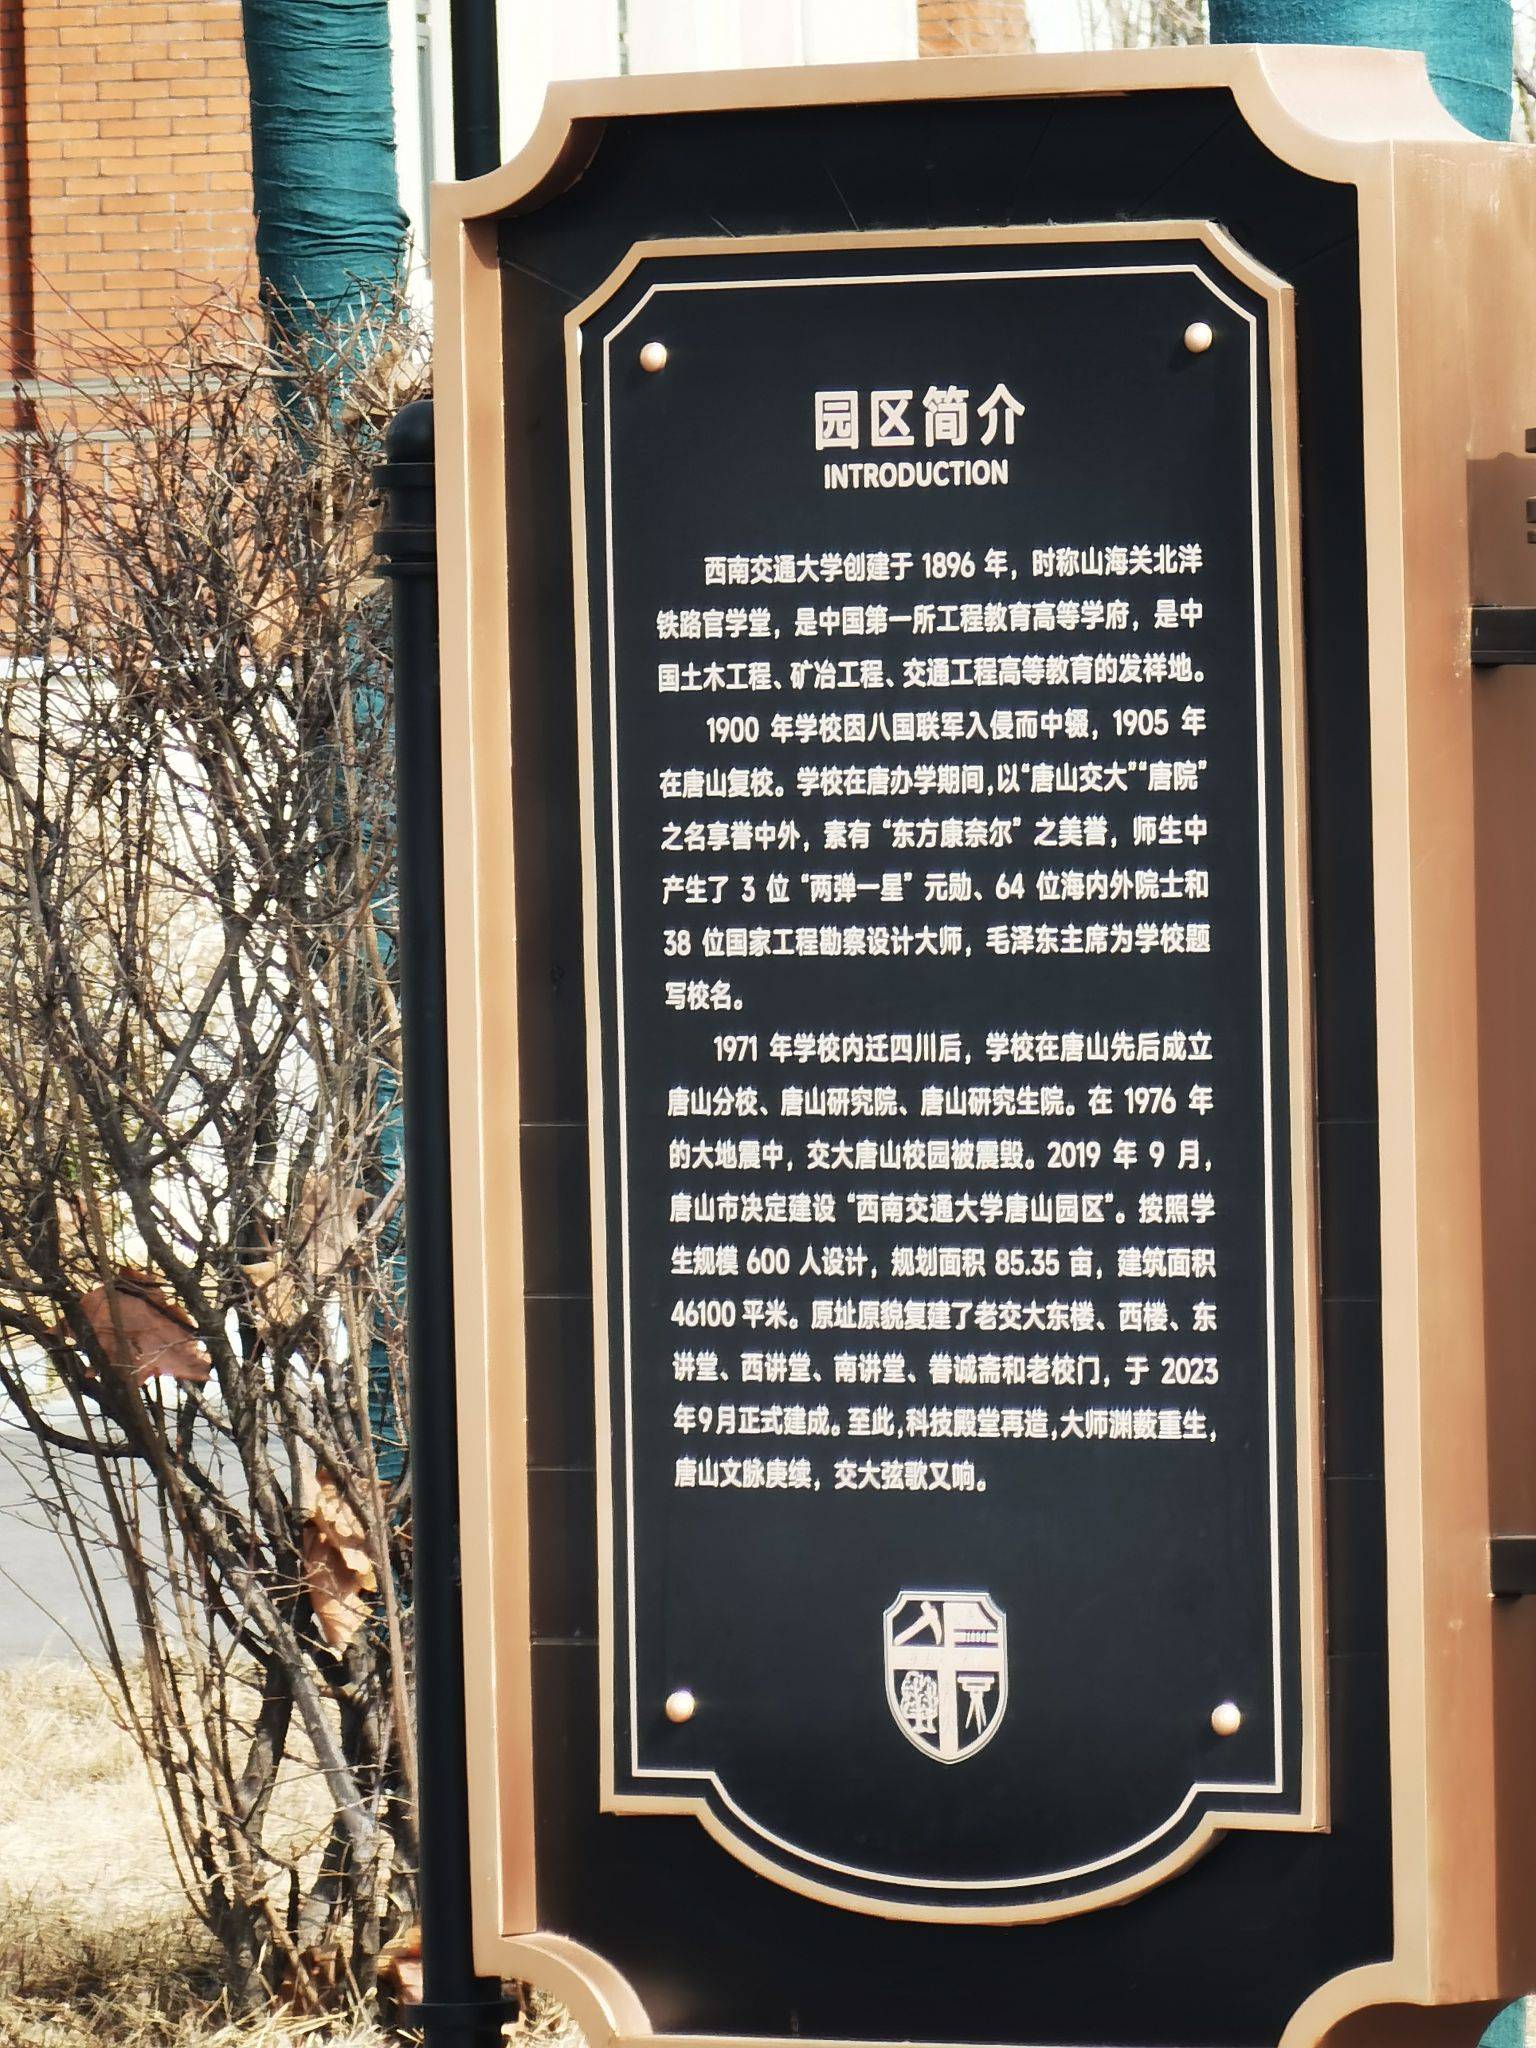 园区简介
INTRODUCTION
西南交通大学创建于 1896 年，时称山海关北洋
铁路官学堂，是中国第一所工程教育高等学府，是中
国土木工程、矿冶工程、交通工程高等教育的发祥地。
1900 年学校因八国联军入侵而中辍，1905 年
在唐山复校。学校在唐办学期间，以“唐山交大”“唐院”
之名享誉中外，素有“东方康奈尔”之美誉，师生中
产生了 3 位“两弹一星”元勋、64 位海内外院士和
38 位国家工程勘察设计大师，毛泽东主席为学校题
写校名。
1971 年学校内迁四川后，学校在唐山先后成立
唐山分校、唐山研究院、唐山研究生院。在 1976 年
的大地震中，交大唐山校园被震毁。2019 年 9 月，
唐山市决定建设“西南交通大学唐山园区”。按照学
生规模 600 人设计，规划面积 85.35 亩，建筑面积
46100 平米。原址原貌复建了老交大东楼、西楼、东
讲堂、西讲堂、南讲堂、眷诚斋和老校门，于 2023
年9月正式建成。至此，科技殿堂再造，大师渊薮重生，
唐山文脉庚续，交大弦歌又响。
1896